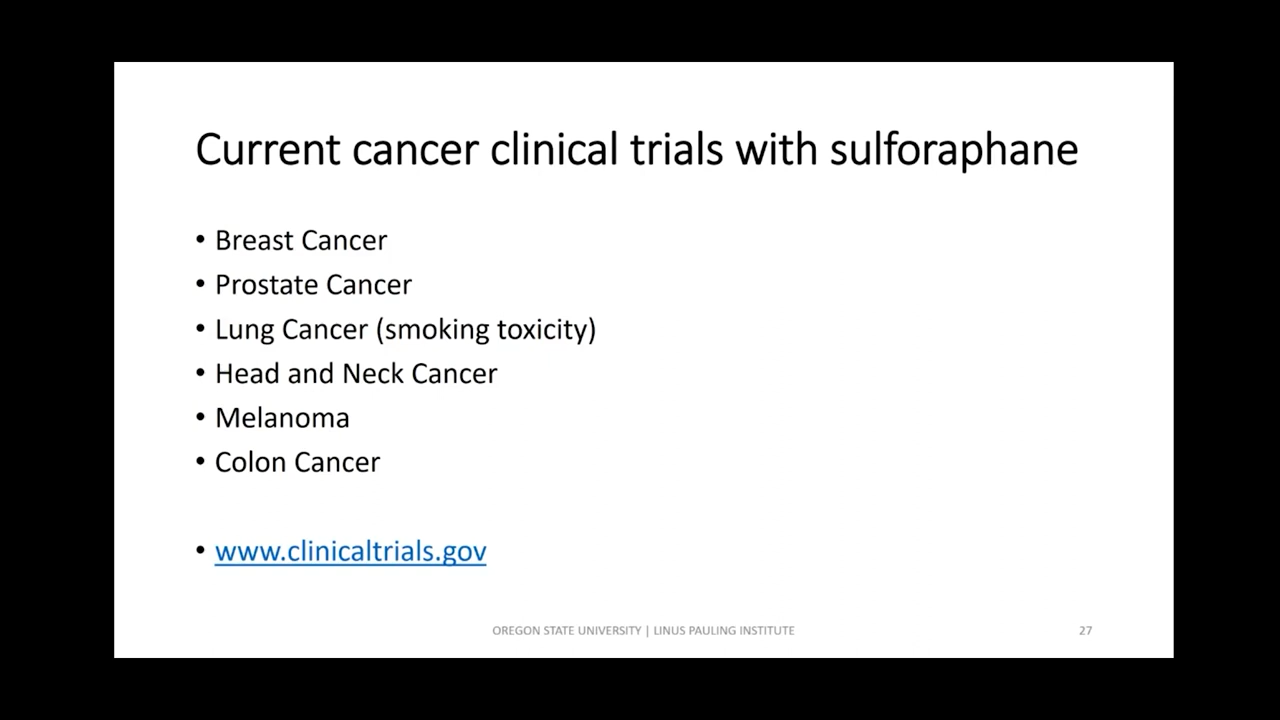 Current cancer clinical trials with sulforaphane
• Breast Cancer
• Prostate Cancer
• Lung Cancer (smoking toxicity)
• Head and Neck Cancer
• Melanoma
• Colon Cancer
• www.clinicaltrials.gov
OREGON STATE UNIVERSITY | LINUS PAULING INSTITUTE 27